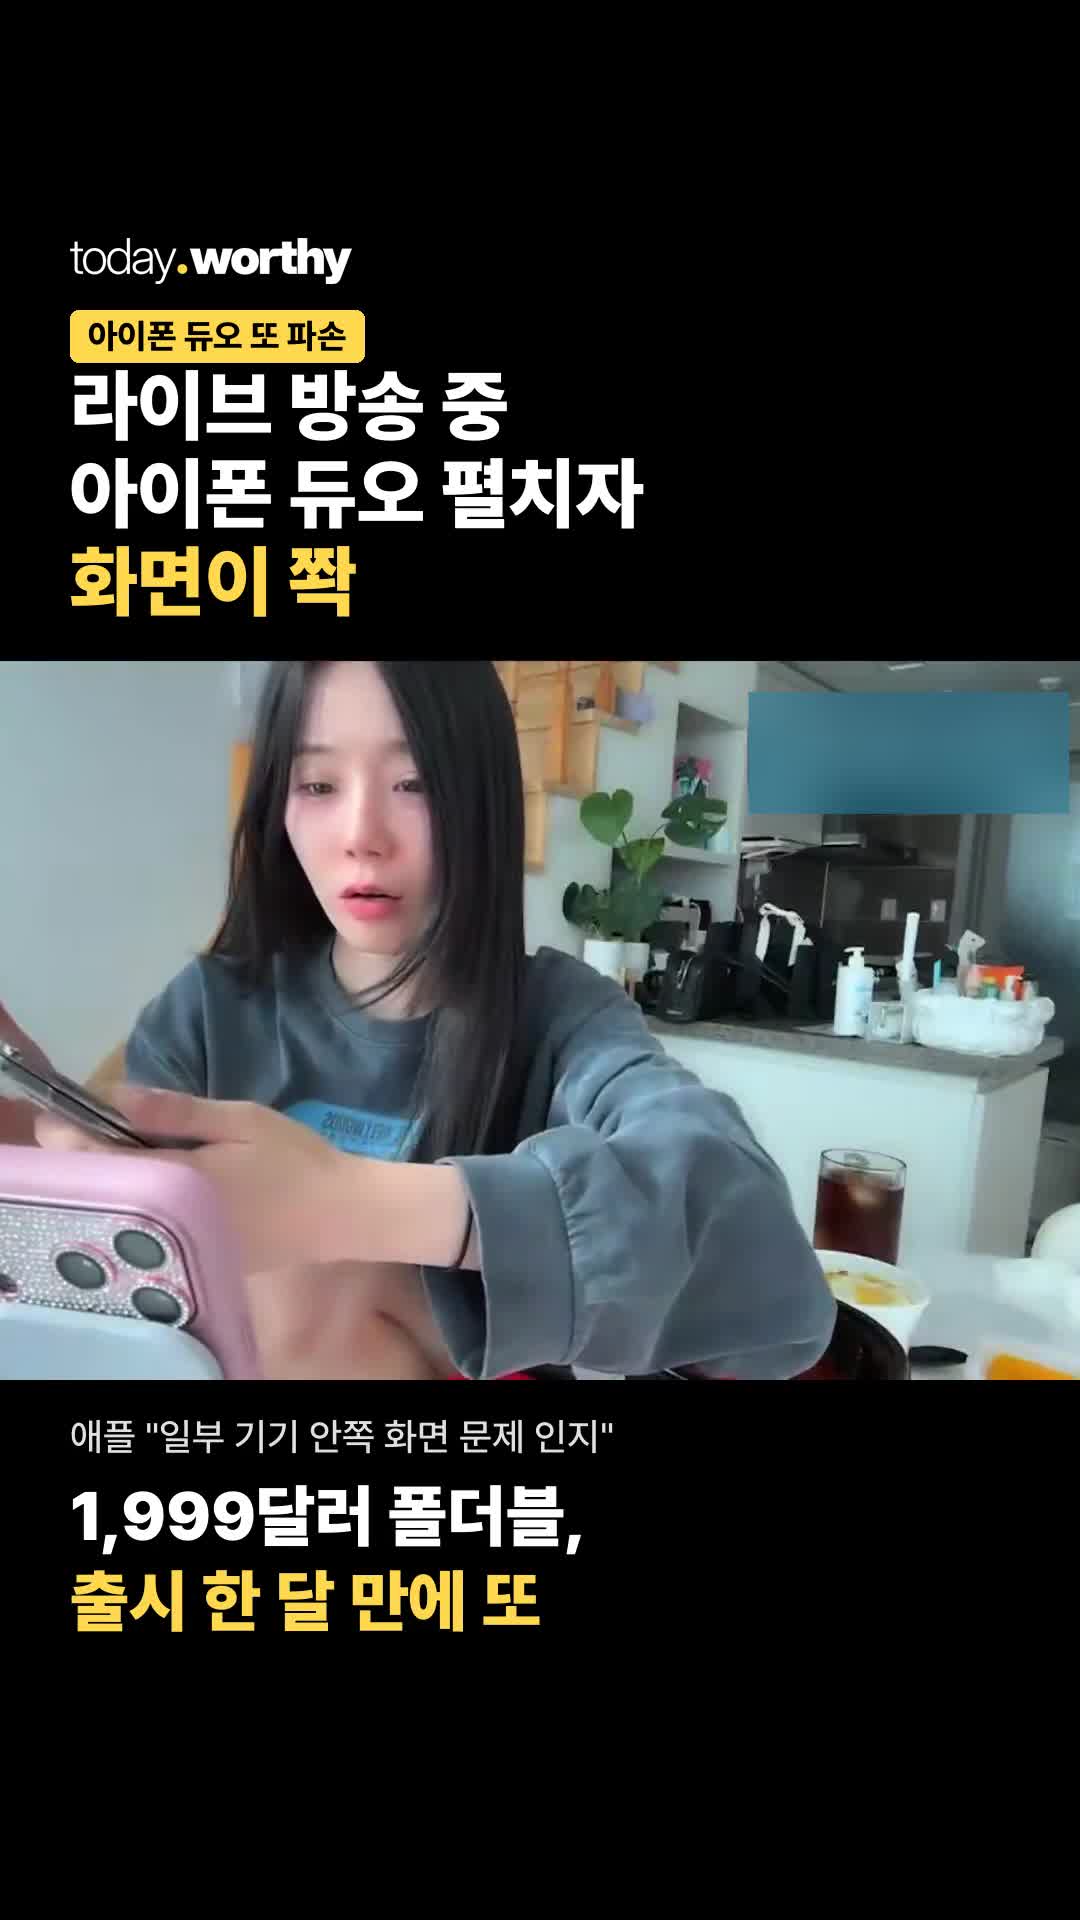 today.worthy
아이폰 듀오 또 파손
라이브 방송 중
아이폰 듀오 펼치자
화면이 쫙
애플 "일부 기기 안쪽 화면 문제 인지"
1,999달러 폴더블,
출시 한 달 만에 또